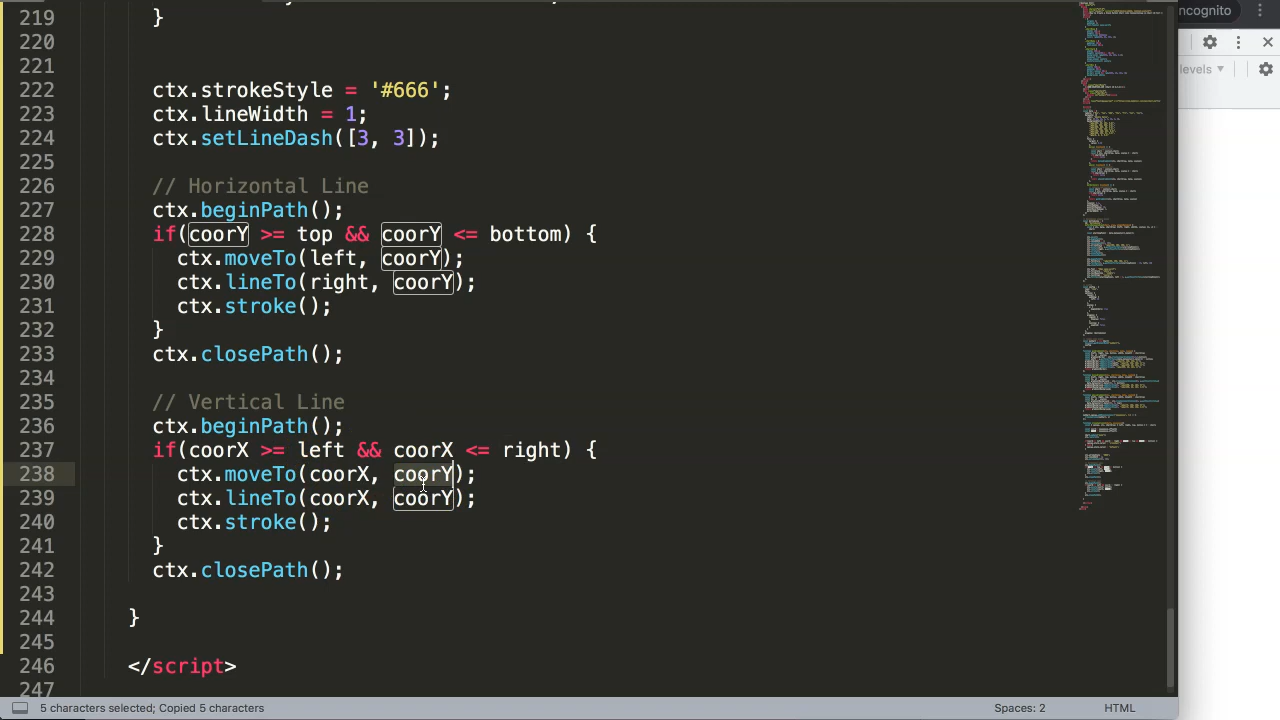 219 }
220
221
222 ctx.strokeStyle = '#666';
223 ctx.lineWidth = 1;
224 ctx.setLineDash([3, 3]);
225
226 // Horizontal Line
227 ctx.beginPath();
228 if(coorY >= top && coorY <= bottom) {
229 ctx.moveTo(left, coorY);
230 ctx.lineTo(right, coorY);
231 ctx.stroke();
232 }
233 ctx.closePath();
234
235 // Vertical Line
236 ctx.beginPath();
237 if(coorX >= left && coorX <= right) {
238 ctx.moveTo(coorX, coorY);
239 ctx.lineTo(coorX, coorY);
240 ctx.stroke();
241 }
242 ctx.closePath();
243
244 }
245
246 </script>
247
5 characters selected; Copied 5 characters
Spaces: 2
HTML
ncognito
levels